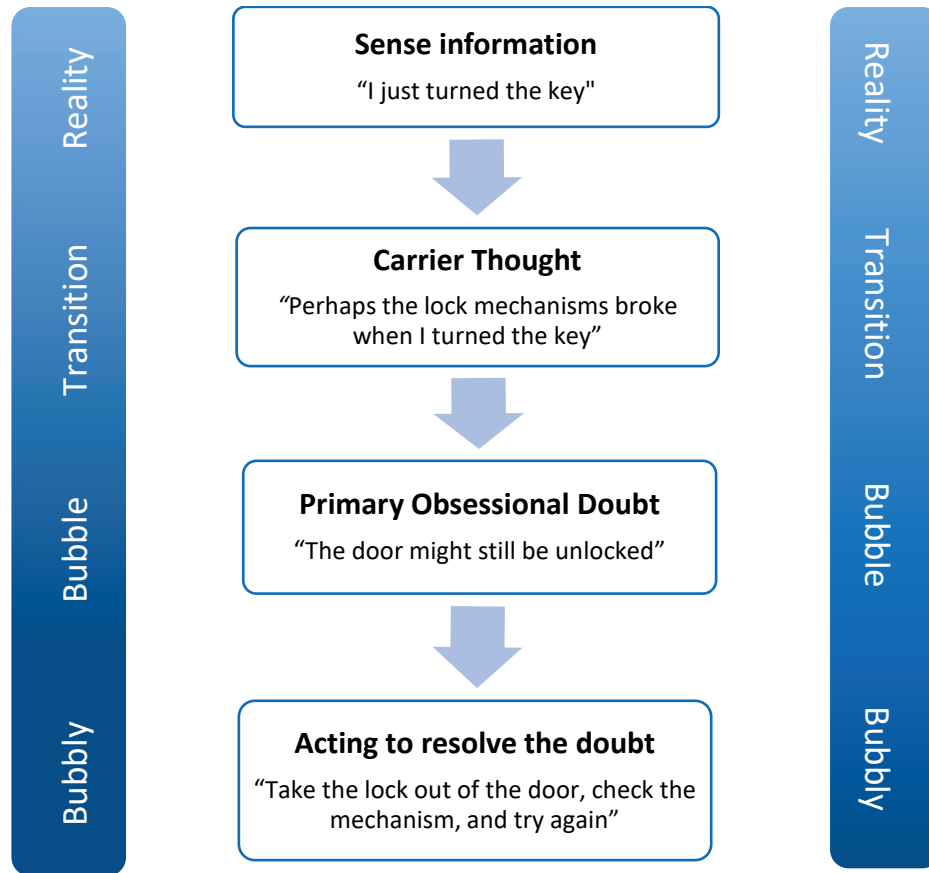 Reality
Transition
Bubble
Bubbly
Sense information
“I just turned the key"
Carrier Thought
“Perhaps the lock mechanisms broke
when I turned the key”
Primary Obsessional Doubt
“The door might still be unlocked”
Acting to resolve the doubt
“Take the lock out of the door, check the
mechanism, and try again”
Reality
Transition
Bubble
Bubbly